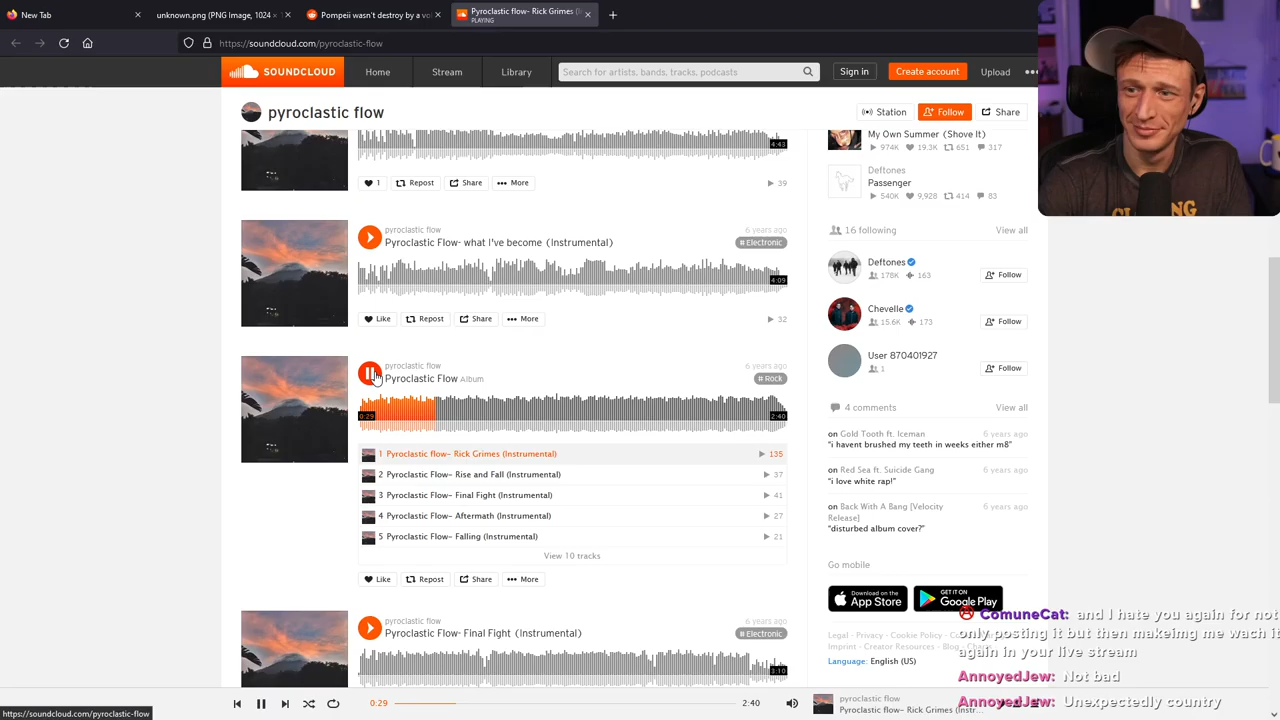 New Tab
unknown.png (PNG Image, 1024 ×
Pompeii wasn't destroy by a vol
Pyroclastic flow- Rick Grimes (I
PLAYING
https://soundcloud.com/pyroclastic-flow
SOUNDCLOUD
Home
Stream
Library
Search for artists, bands, tracks, podcasts
Sign in
Create account
Upload
pyroclastic flow
Station
Follow
Share
4:43
1
Repost
Share
More
39
pyroclastic flow
6 years ago
Pyroclastic Flow- what I've become (Instrumental)
# Electronic
4:09
Like
Repost
Share
More
32
pyroclastic flow
6 years ago
Pyroclastic Flow Album
# Rock
0:29
2:40
1 Pyroclastic flow- Rick Grimes (Instrumental)
135
2 Pyroclastic Flow- Rise and Fall (Instrumental)
37
3 Pyroclastic Flow- Final Fight (Instrumental)
41
4 Pyroclastic Flow- Aftermath (Instrumental)
27
5 Pyroclastic Flow- Falling (Instrumental)
21
View 10 tracks
Like
Repost
Share
More
pyroclastic flow
6 years ago
Pyroclastic Flow- Final Fight (Instrumental)
# Electronic
3:10
My Own Summer (Shove It)
974K 19.3K 651 317
Deftones
Passenger
540K 9,928 414 83
16 following
View all
Deftones
178K 163
Follow
Chevelle
15.6K 173
Follow
User 870401927
1
Follow
4 comments
View all
on Gold Tooth ft. Iceman
6 years ago
"i havent brushed my teeth in weeks either m8"
on Red Sea ft. Suicide Gang
6 years ago
"i love white rap!"
on Back With A Bang [Velocity
6 years ago
Release]
"disturbed album cover?"
Go mobile
Download on the
App Store
GET IT ON
Google Play
Legal - Privacy - Cookie Policy
Imprint - Creator Resources - Blog
Language: English (US)
ComuneCat: and I hate you again for not
only posting it but then makeing me wach i
again in your live stream
AnnoyedJew: Not bad
AnnoyedJew: Unexpectedly country
https://soundcloud.com/pyroclastic-flow
0:29
2:40
pyroclastic flow
Pyroclastic flow- Rick Grimes (Instr...